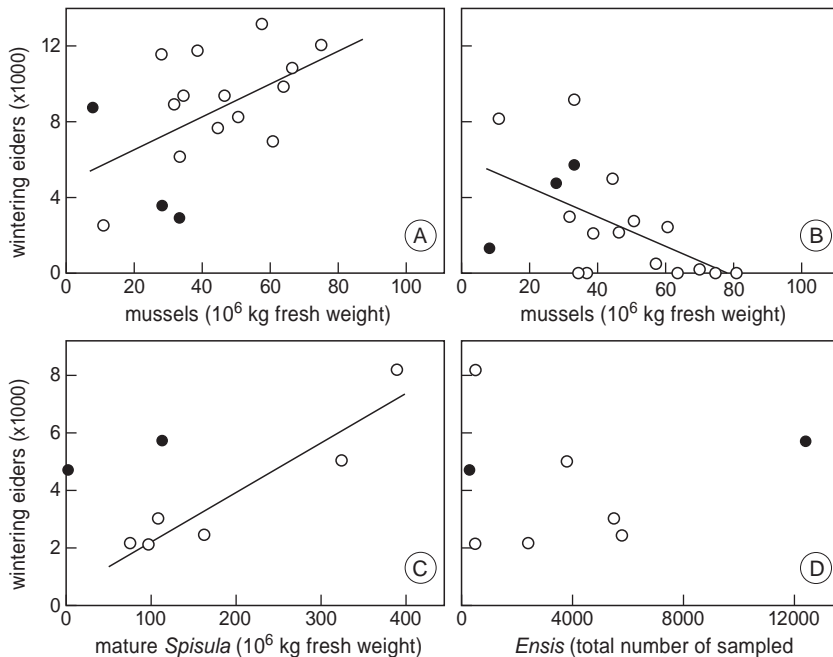 wintering eiders (x1000)
12
8
4
0
0 20 40 60 80 100
mussels (10⁶ kg fresh weight)
A
0 20 40 60 80 100
mussels (10⁶ kg fresh weight)
B
wintering eiders (x1000)
8
6
4
2
0
0 100 200 300 400
mature Spisula (10⁶ kg fresh weight)
C
4000 8000 12000
Ensis (total number of sampled
D